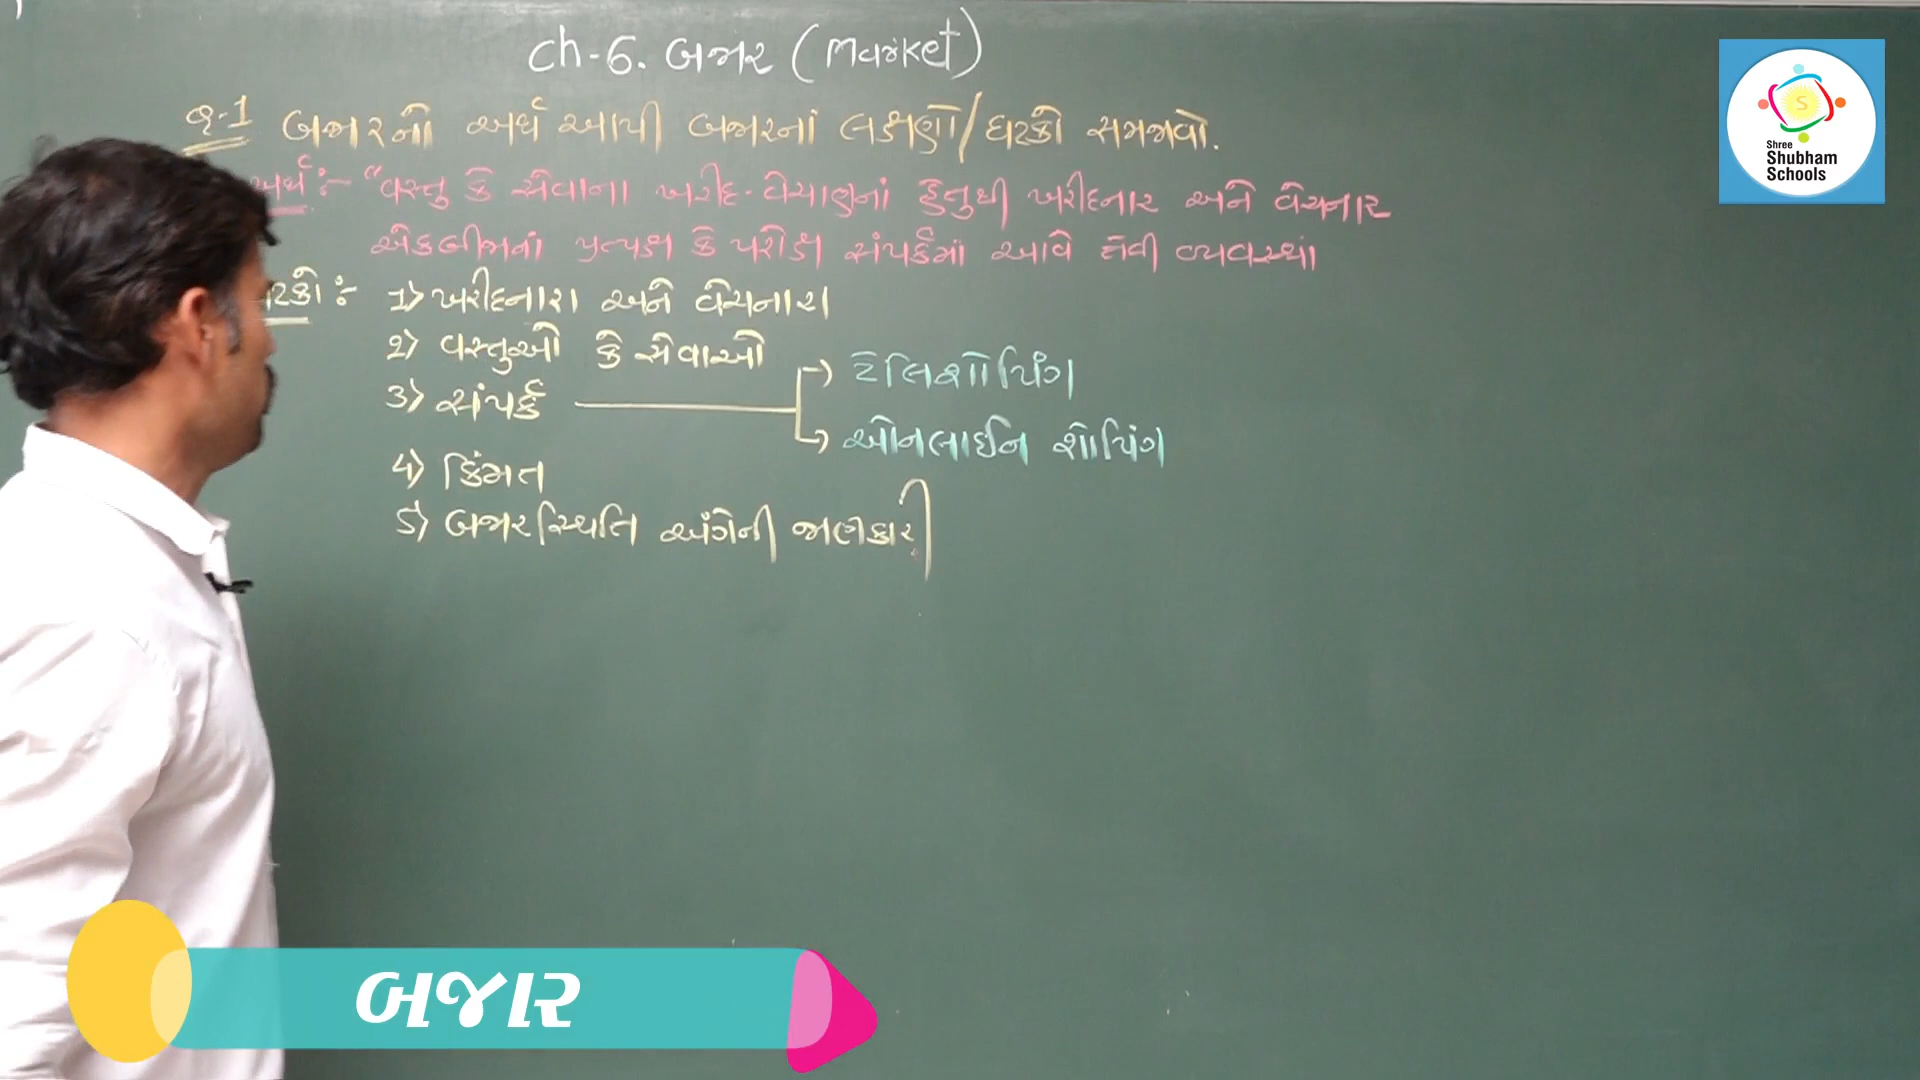 Ch-6. બજાર (Market)
Q-1 બજારનો અર્થ આપી બજારનાં લક્ષણો/ઘટકો સમજાવો.
અર્થ :- "વસ્તુ કે સેવાના ખરીદ-વેચાણનાં હેતુથી ખરીદનાર અને વેચનાર
એકબીજાનાં પ્રત્યક્ષ કે પરોક્ષ સંપર્કમાં આવે તેવી વ્યવસ્થા
ટકો :- 1) ખરીદનારા અને વેચનારા
2) વસ્તુઓ કે સેવાઓ
ટેલિશોપિંગ
3) સંપર્ક
ઓનલાઈન શોપિંગ
4) કિંમત
5) બજારસ્થિતિ અંગેની જાણકારી
બજાર
S
Shree
Shubham
Schools